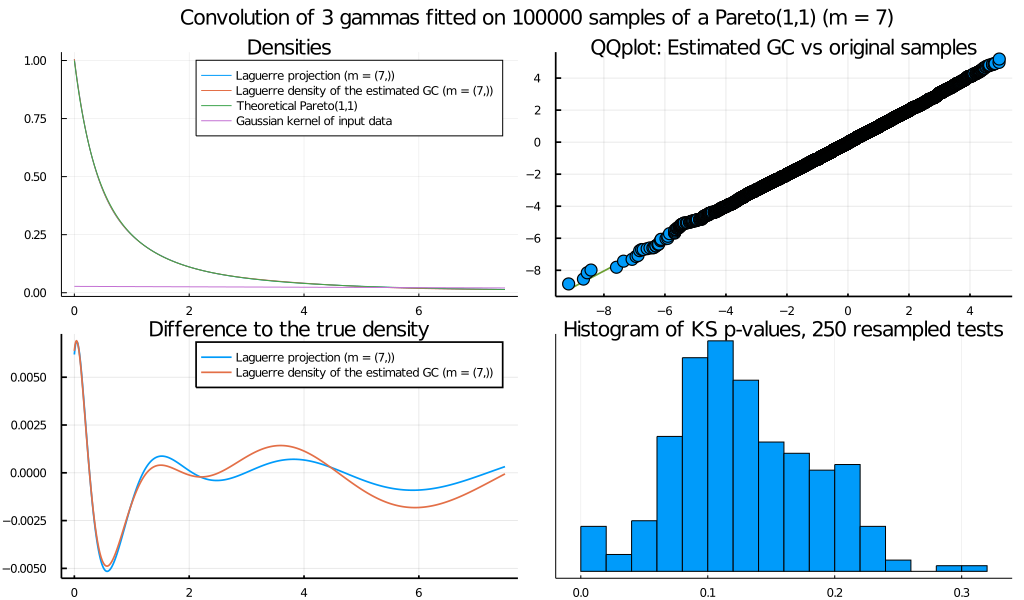 Convolution of 3 gammas fitted on 100000 samples of a Pareto(1,1) (m = 7)
Densities
1.00
0.75
0.50
0.25
0.00
0 2 4 6
Laguerre projection (m = (7,))
Laguerre density of the estimated GC (m = (7,))
Theoretical Pareto(1,1)
Gaussian kernel of input data
QQplot: Estimated GC vs original samples
4
2
0
−2
−4
−6
−8
−8 −6 −4 −2 0 2 4
Difference to the true density
0.0050
0.0025
0.0000
−0.0025
−0.0050
0 2 4 6
Laguerre projection (m = (7,))
Laguerre density of the estimated GC (m = (7,))
Histogram of KS p-values, 250 resampled tests
0.0 0.1 0.2 0.3